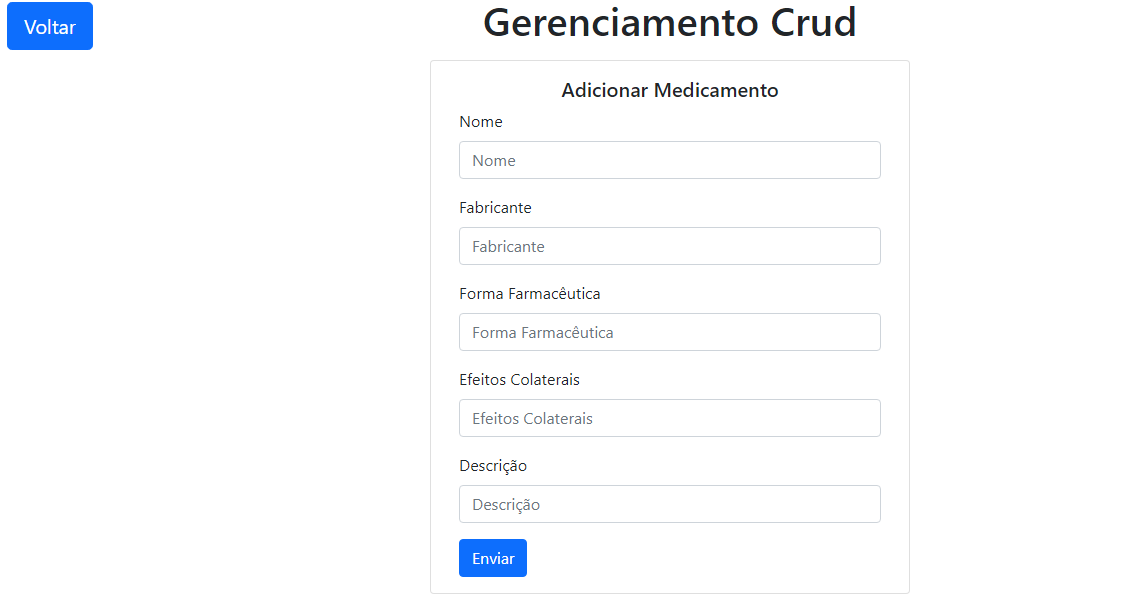 Voltar
Gerenciamento Crud
Adicionar Medicamento
Nome
Nome
Fabricante
Fabricante
Forma Farmacêutica
Forma Farmacêutica
Efeitos Colaterais
Efeitos Colaterais
Descrição
Descrição
Enviar